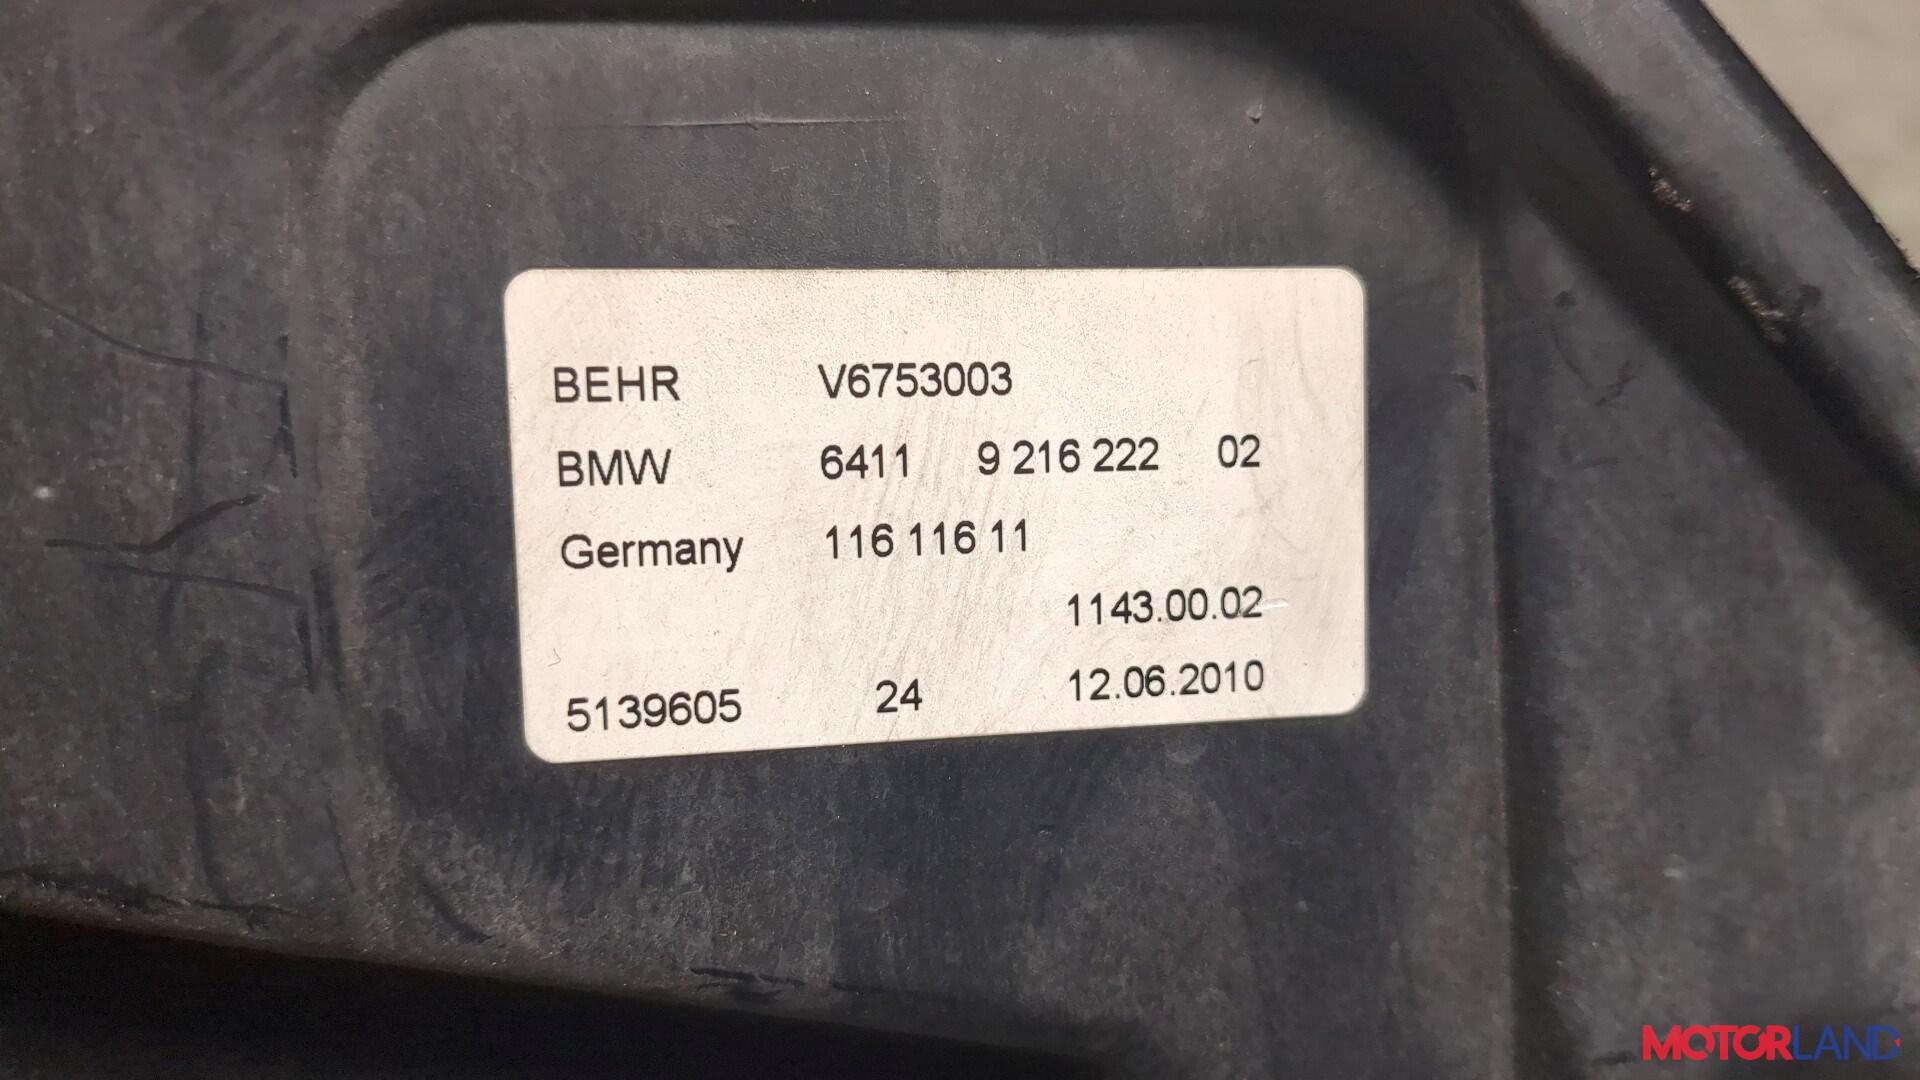 BEHR V6753003
BMW 6411 9 216 222 02
Germany 116 116 11
1143.00.02
5139605 24 12.06.2010
MOTORLAND